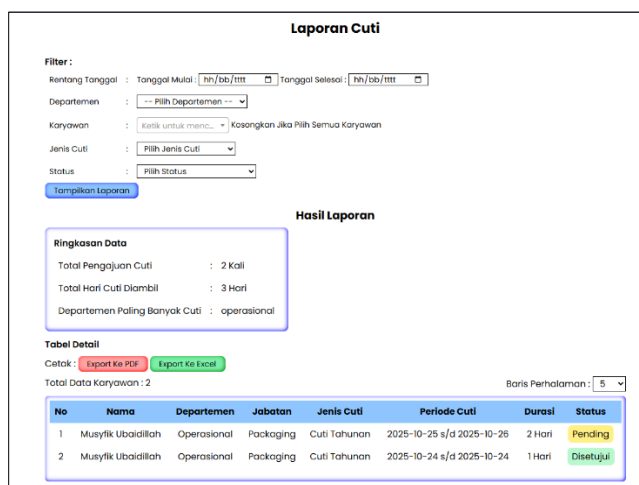 Laporan Cuti
Filter :
Rentang Tanggal : Tanggal Mulai : hh/bb/tttt Tanggal Selesai : hh/bb/tttt
Departemen : -- Pilih Departemen --
Karyawan : Ketik untuk menc... Kosongkan Jika Pilih Semua Karyawan
Jenis Cuti : Pilih Jenis Cuti
Status : Pilih Status
Tampilkan Laporan
Hasil Laporan
Ringkasan Data
Total Pengajuan Cuti : 2 Kali
Total Hari Cuti Diambil : 3 Hari
Departemen Paling Banyak Cuti : operasional
Tabel Detail
Cetak : Export Ke PDF Export Ke Excel
Total Data Karyawan : 2 Baris Perhalaman : 5
No Nama Departemen Jabatan Jenis Cuti Periode Cuti Durasi Status
1 Musyfik Ubaidillah Operasional Packaging Cuti Tahunan 2025-10-25 s/d 2025-10-26 2 Hari Pending
2 Musyfik Ubaidillah Operasional Packaging Cuti Tahunan 2025-10-24 s/d 2025-10-24 1 Hari Disetujui